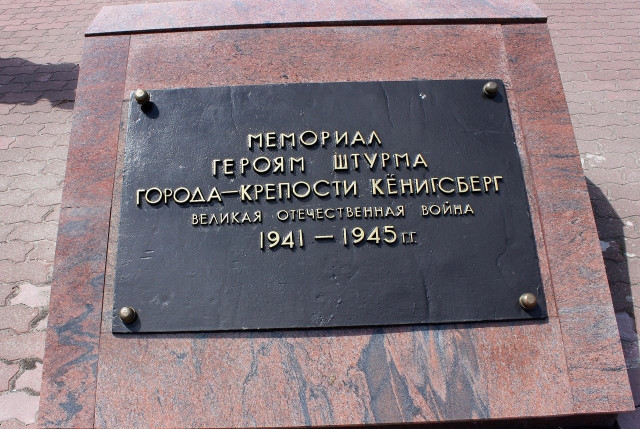 МЕМОРИАЛ
ГЕРОЯМ ШТУРМА
ГОРОДА-КРЕПОСТИ КЁНИГСБЕРГ
ВЕЛИКАЯ ОТЕЧЕСТВЕННАЯ ВОЙНА
1941 – 1945 Г.Г.